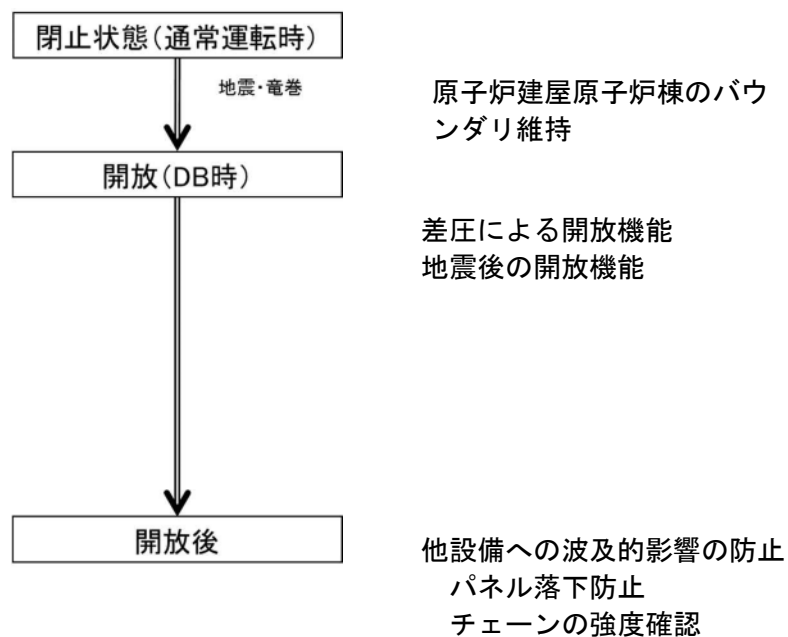 閉止状態(通常運転時)
地震・竜巻
原子炉建屋原子炉棟のバウ
ンダリ維持
開放(DB時)
差圧による開放機能
地震後の開放機能
開放後
他設備への波及的影響の防止
パネル落下防止
チェーンの強度確認